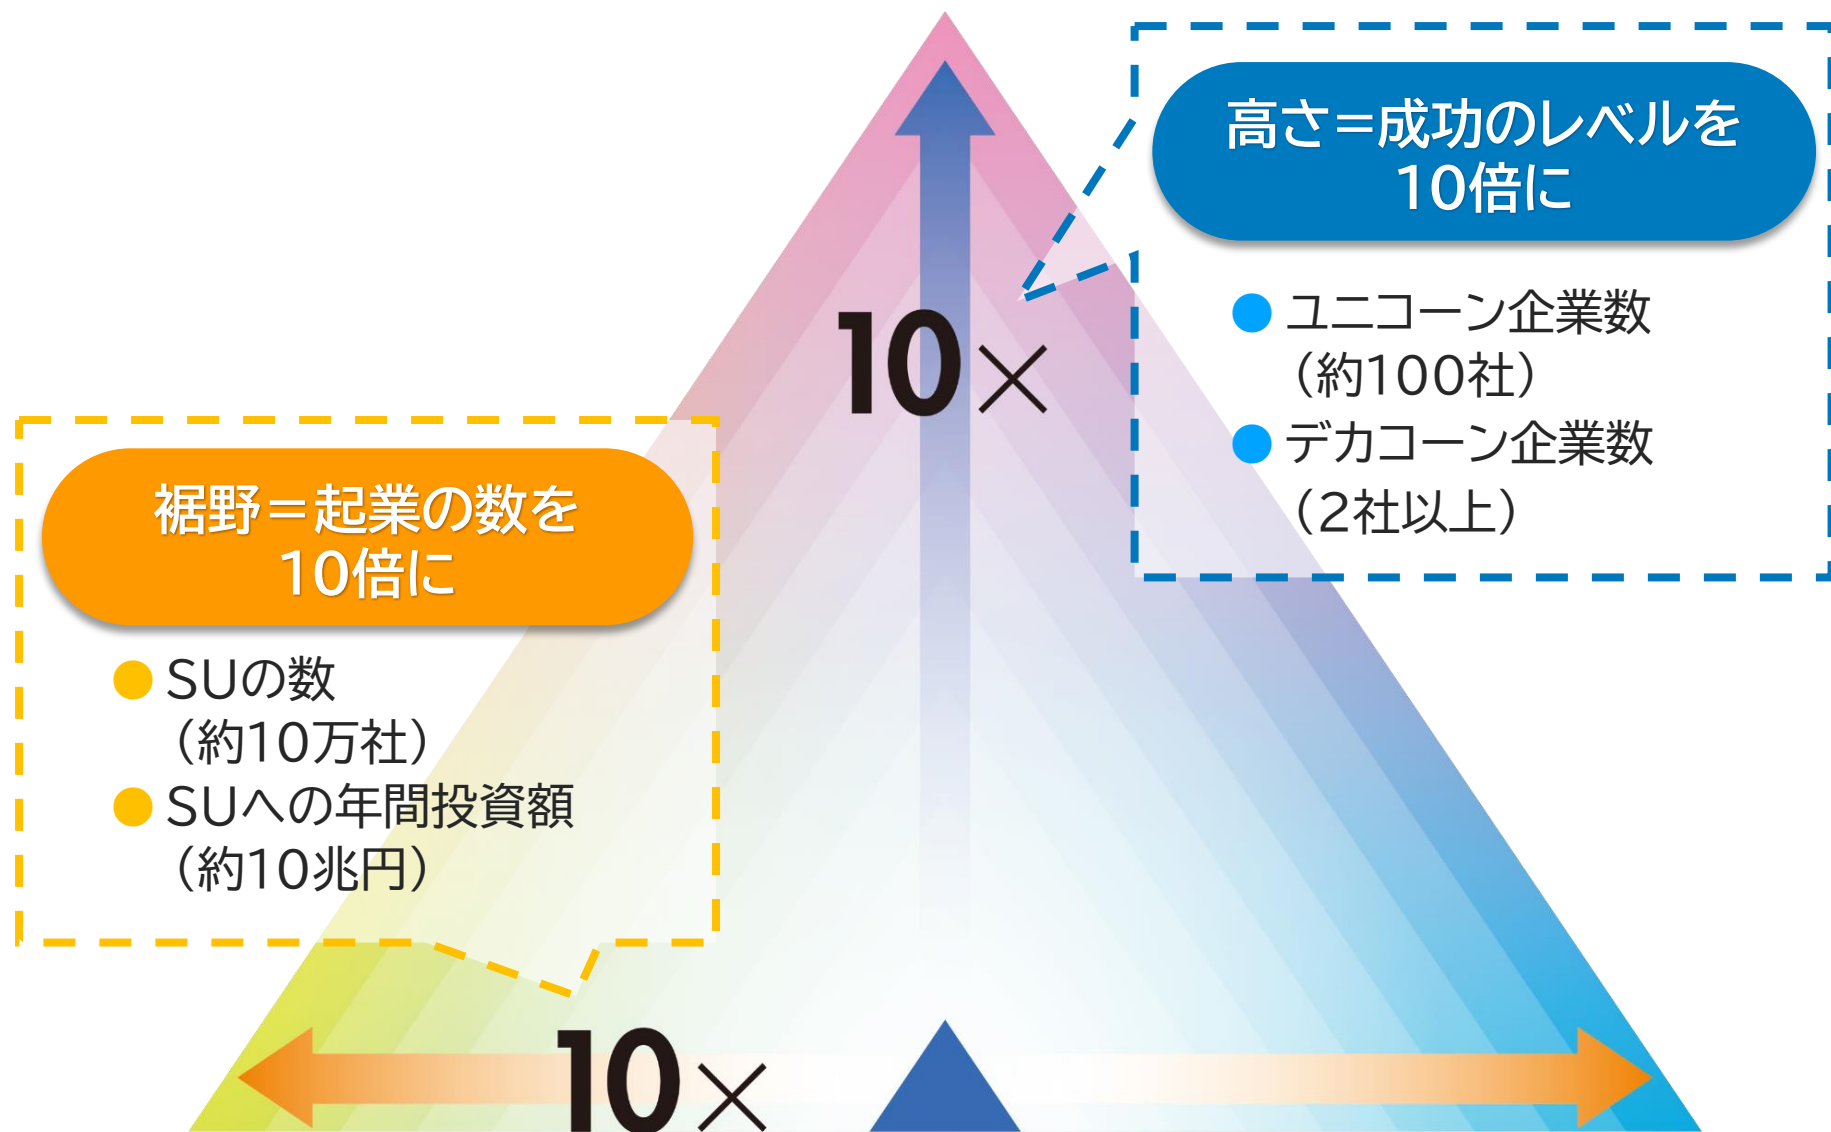 高さ＝成功のレベルを
10倍に
● ユニコーン企業数
（約100社）
● デカコーン企業数
（2社以上）
10×
裾野＝起業の数を
10倍に
● SUの数
（約10万社）
● SUへの年間投資額
（約10兆円）
10×